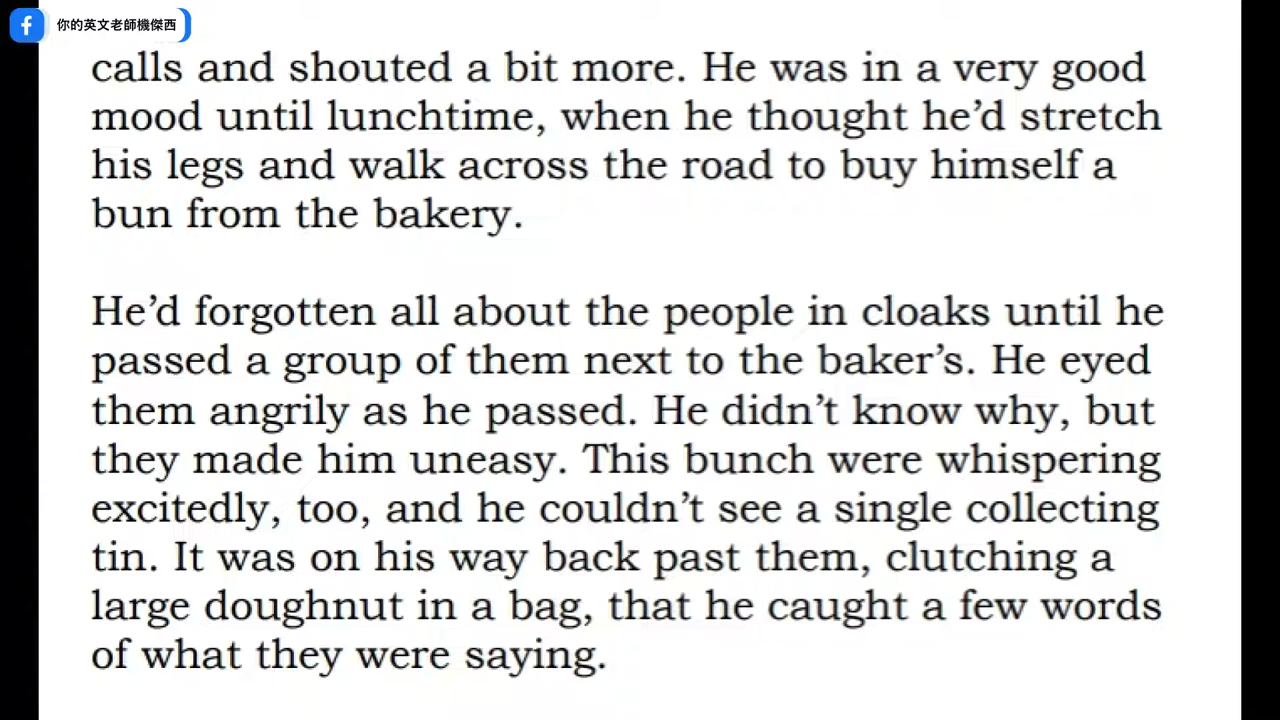 你的英文老師機傑西
calls and shouted a bit more. He was in a very good
mood until lunchtime, when he thought he’d stretch
his legs and walk across the road to buy himself a
bun from the bakery.
He’d forgotten all about the people in cloaks until he
passed a group of them next to the baker’s. He eyed
them angrily as he passed. He didn’t know why, but
they made him uneasy. This bunch were whispering
excitedly, too, and he couldn’t see a single collecting
tin. It was on his way back past them, clutching a
large doughnut in a bag, that he caught a few words
of what they were saying.